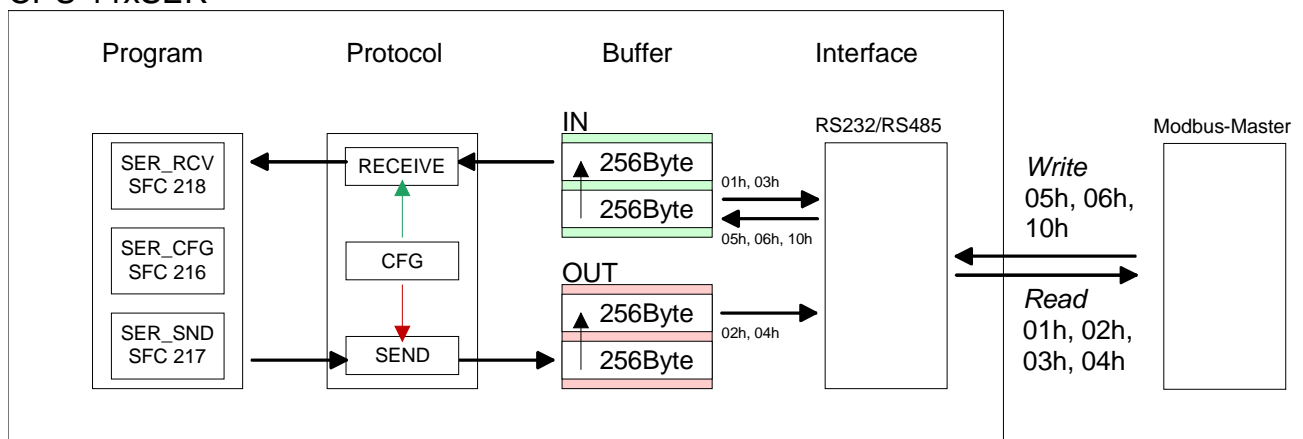 Program
Protocol
Buffer
Interface
SER_RCV
SFC 218
SER_CFG
SFC 216
SER_SND
SFC 217
RECEIVE
CFG
SEND
IN
256Byte
256Byte
OUT
256Byte
256Byte
01h, 03h
05h, 06h, 10h
02h, 04h
RS232/RS485
Modbus-Master
Write
05h, 06h,
10h
Read
01h, 02h,
03h, 04h